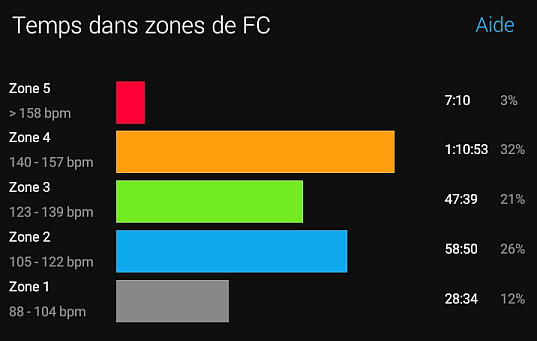 Temps dans zones de FC Aide
Zone 5
> 158 bpm 7:10 3%
Zone 4
140 - 157 bpm 1:10:53 32%
Zone 3
123 - 139 bpm 47:39 21%
Zone 2
105 - 122 bpm 58:50 26%
Zone 1
88 - 104 bpm 28:34 12%